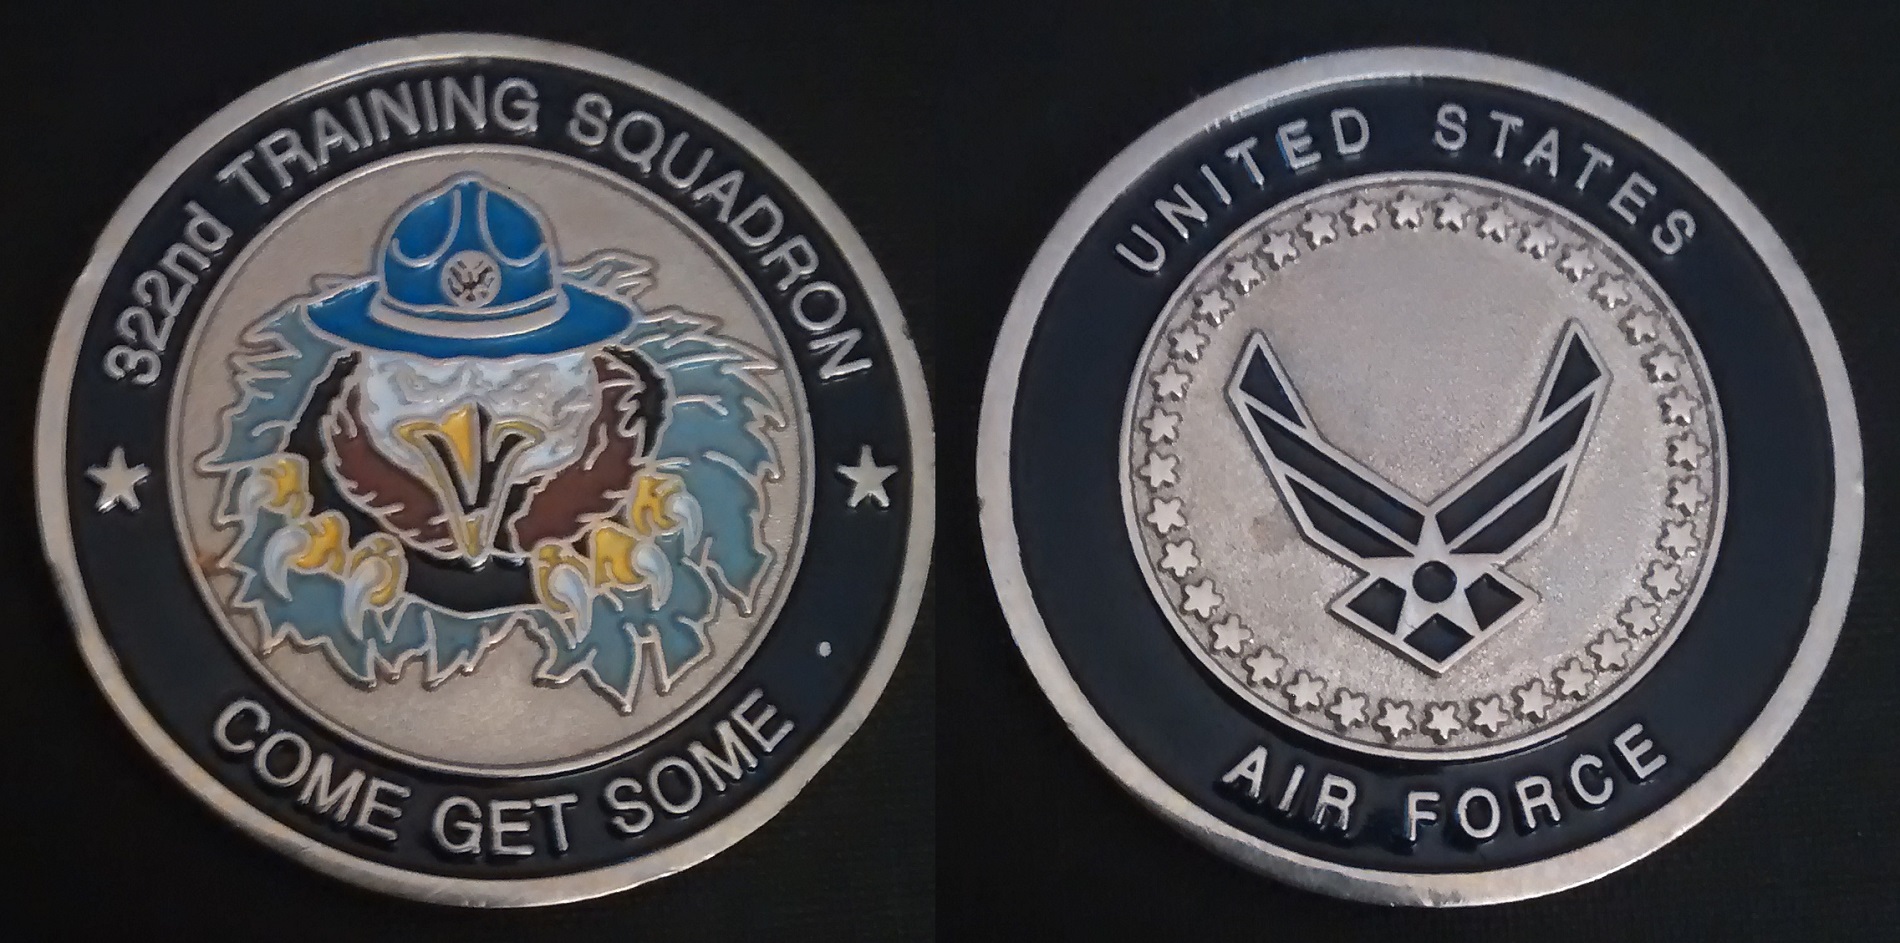 322nd TRAINING SQUADRON
COME GET SOME
UNITED STATES
AIR FORCE